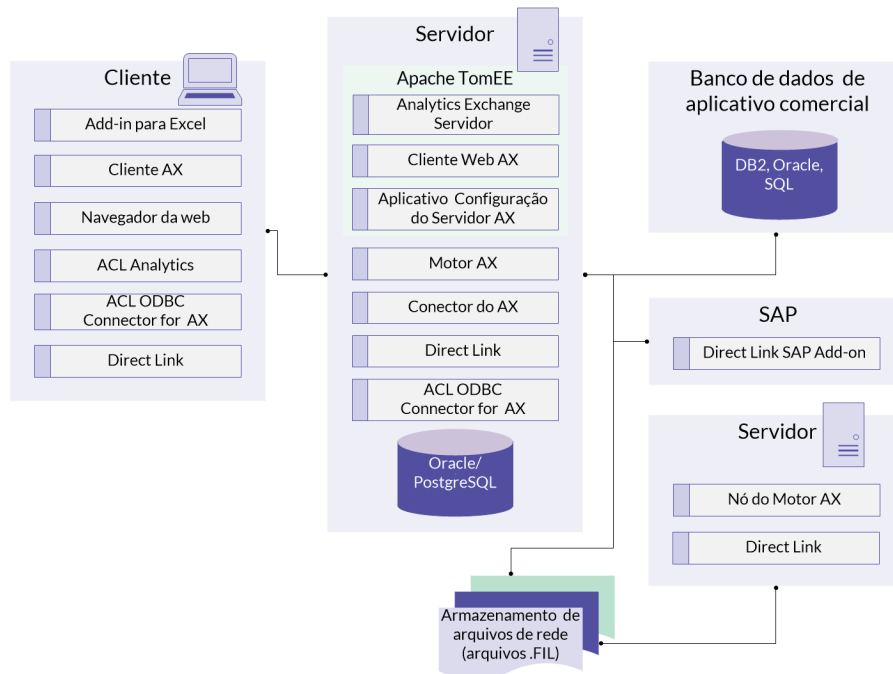 Cliente
Add-in para Excel
Cliente AX
Navegador da web
ACL Analytics
ACL ODBC
Connector for AX
Direct Link
Servidor
Apache TomEE
Analytics Exchange
Servidor
Cliente Web AX
Aplicativo Configuração
do Servidor AX
Motor AX
Conector do AX
Direct Link
ACL ODBC
Connector for AX
Oracle/
PostgreSQL
Banco de dados de
aplicativo comercial
DB2, Oracle,
SQL
SAP
Direct Link SAP Add-on
Servidor
Nó do Motor AX
Direct Link
Armazenamento de
arquivos de rede
(arquivos .FIL)